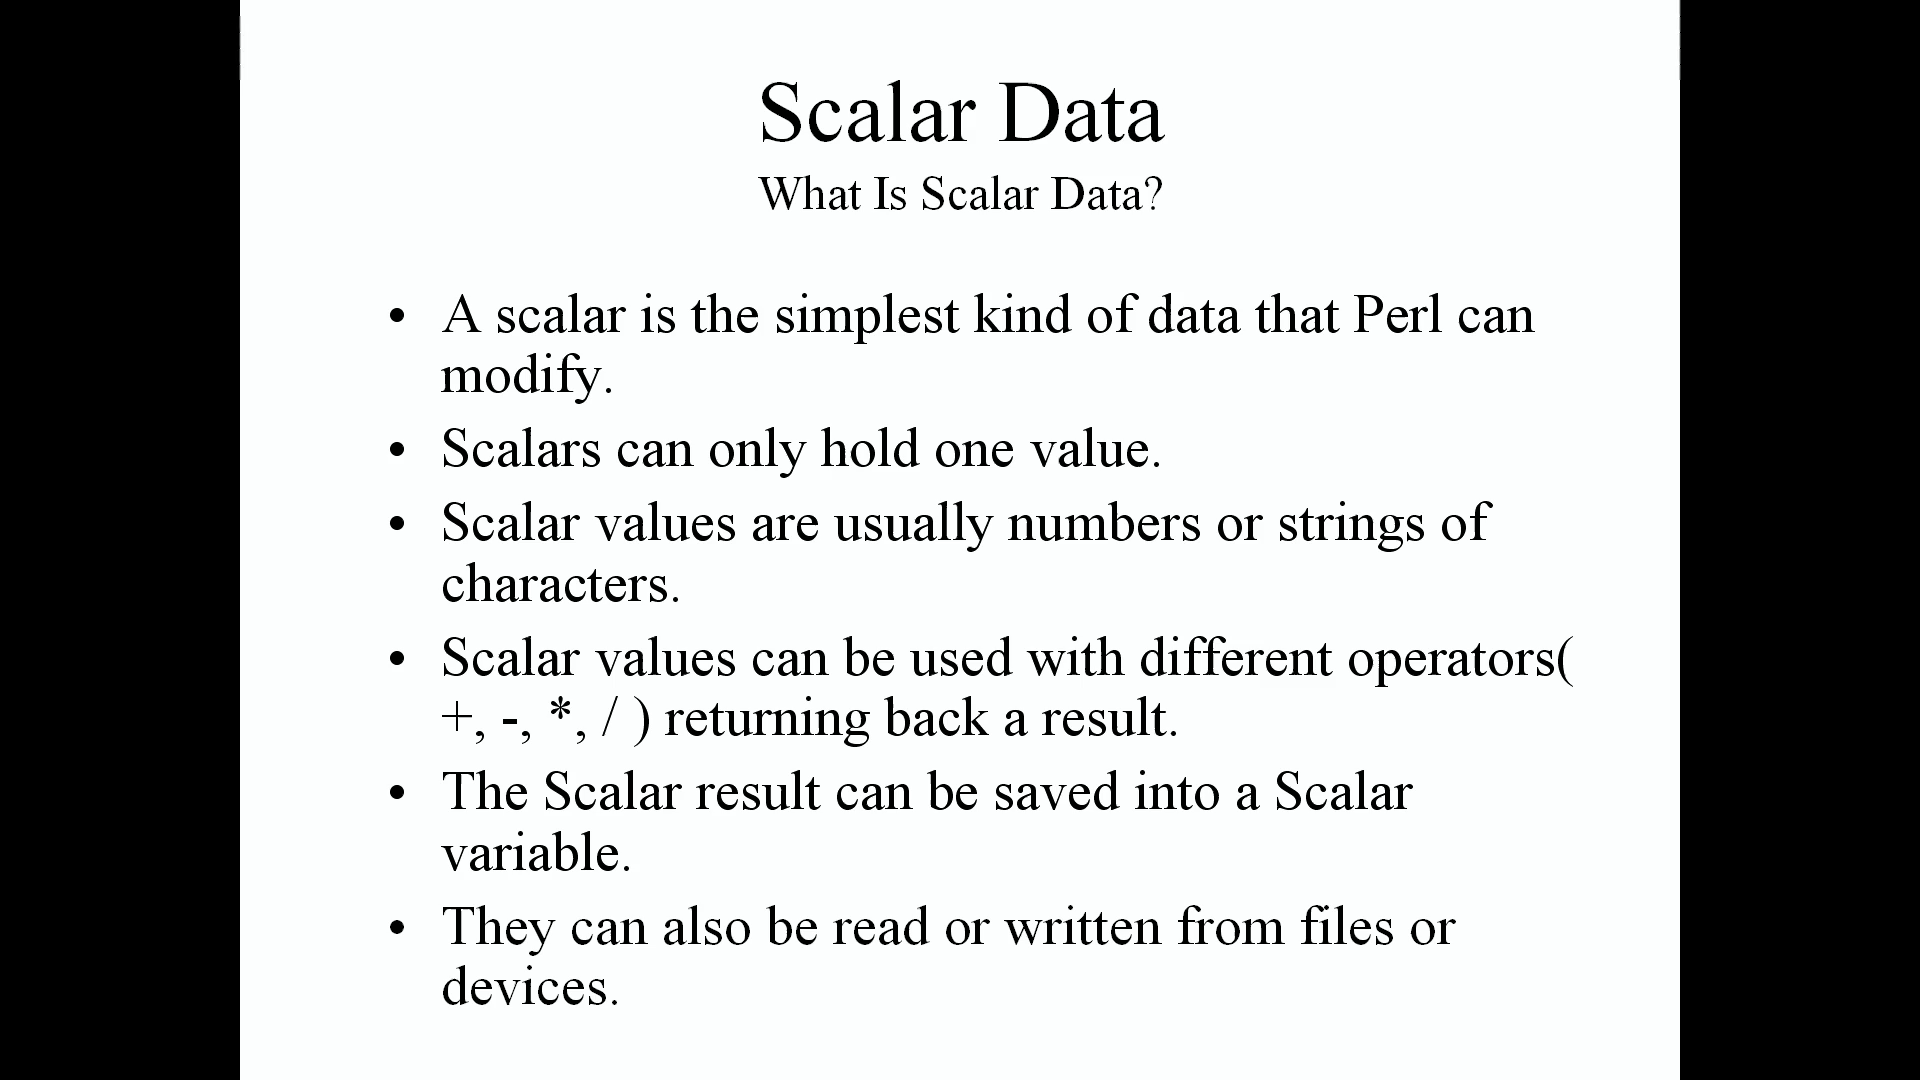 Scalar Data
What Is Scalar Data?
• A scalar is the simplest kind of data that Perl can
modify.
• Scalars can only hold one value.
• Scalar values are usually numbers or strings of
characters.
• Scalar values can be used with different operators(
+, -, *, / ) returning back a result.
• The Scalar result can be saved into a Scalar
variable.
• They can also be read or written from files or
devices.